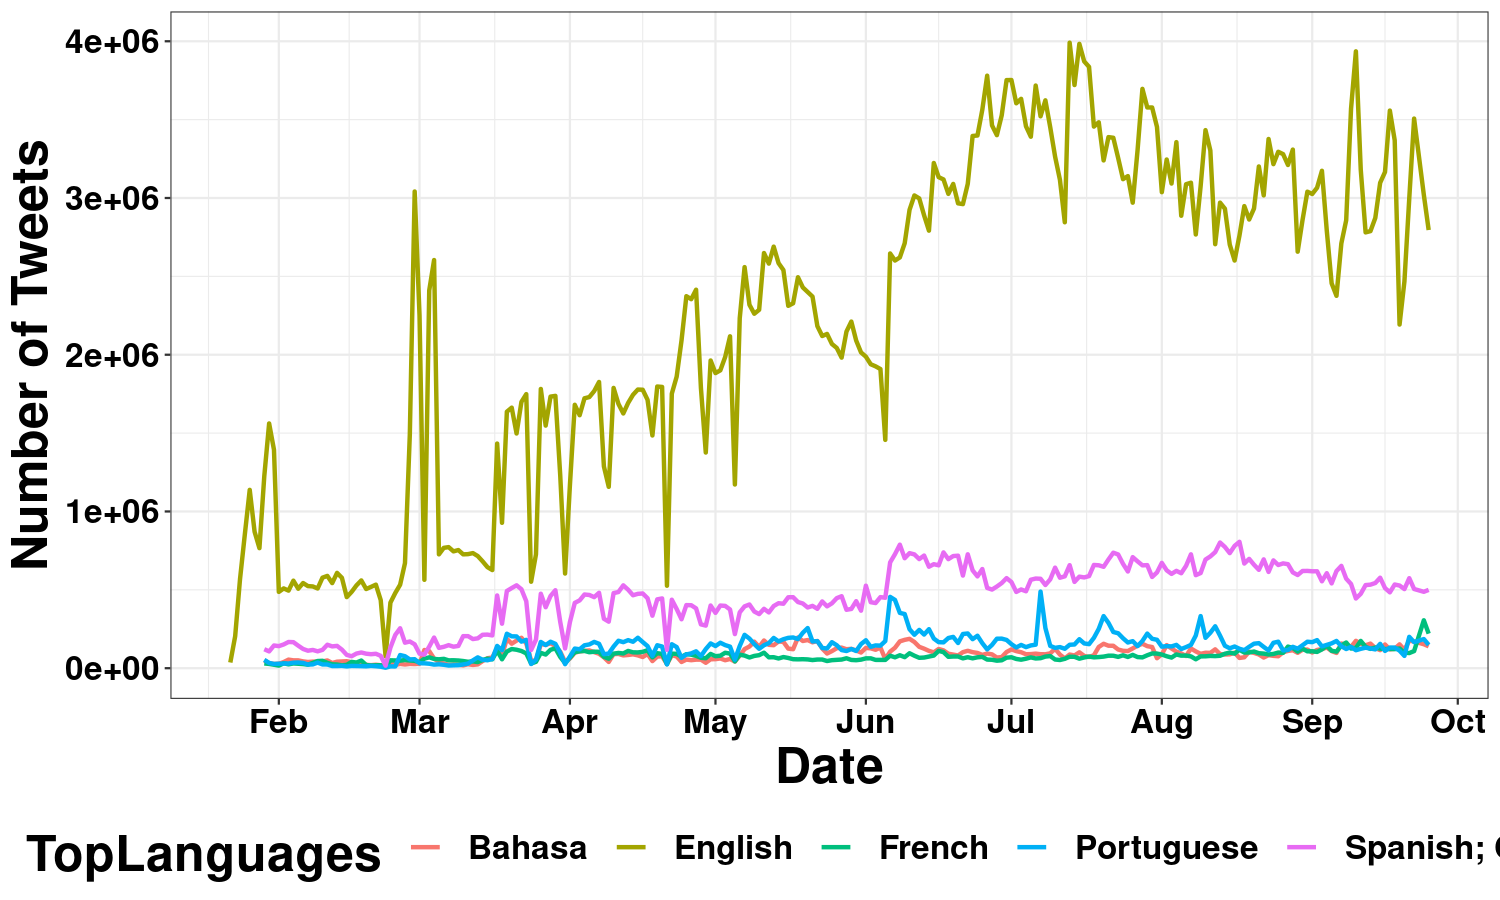 Number of Tweets
4e+06
3e+06
2e+06
1e+06
0e+00
Feb Mar Apr May Jun Jul Aug Sep Oct
Date
TopLanguages Bahasa English French Portuguese Spanish;